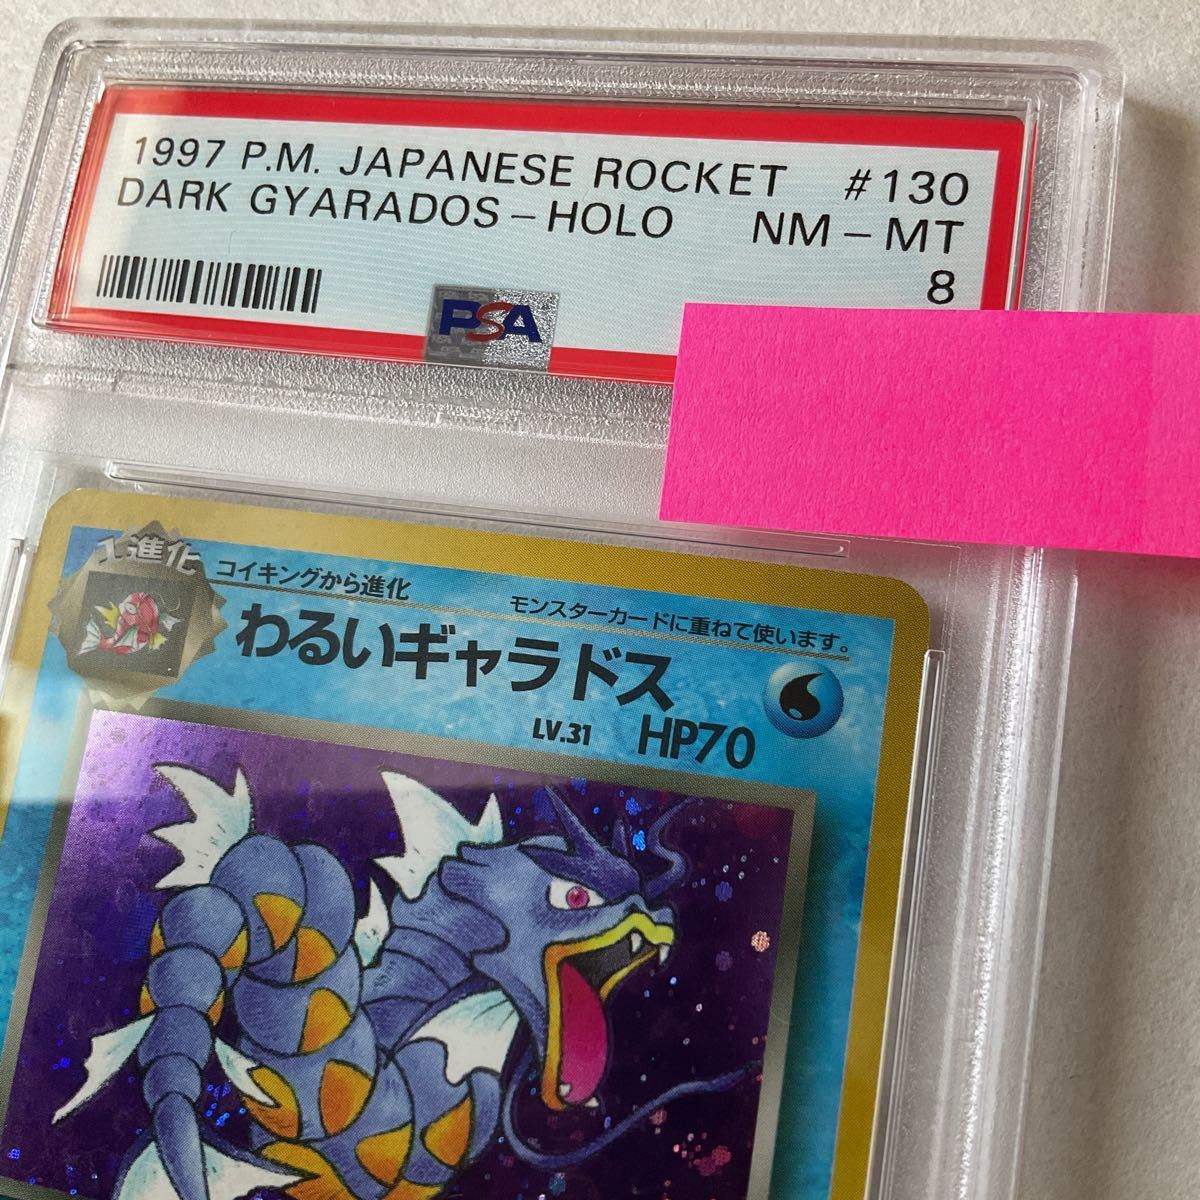 1997 P.M. JAPANESE ROCKET #130
DARK GYARADOS - HOLO NM - MT
8
PSA
1進化
コイキングから進化
モンスターカードに重ねて使います。
わるいギャラドス
LV.31 HP70